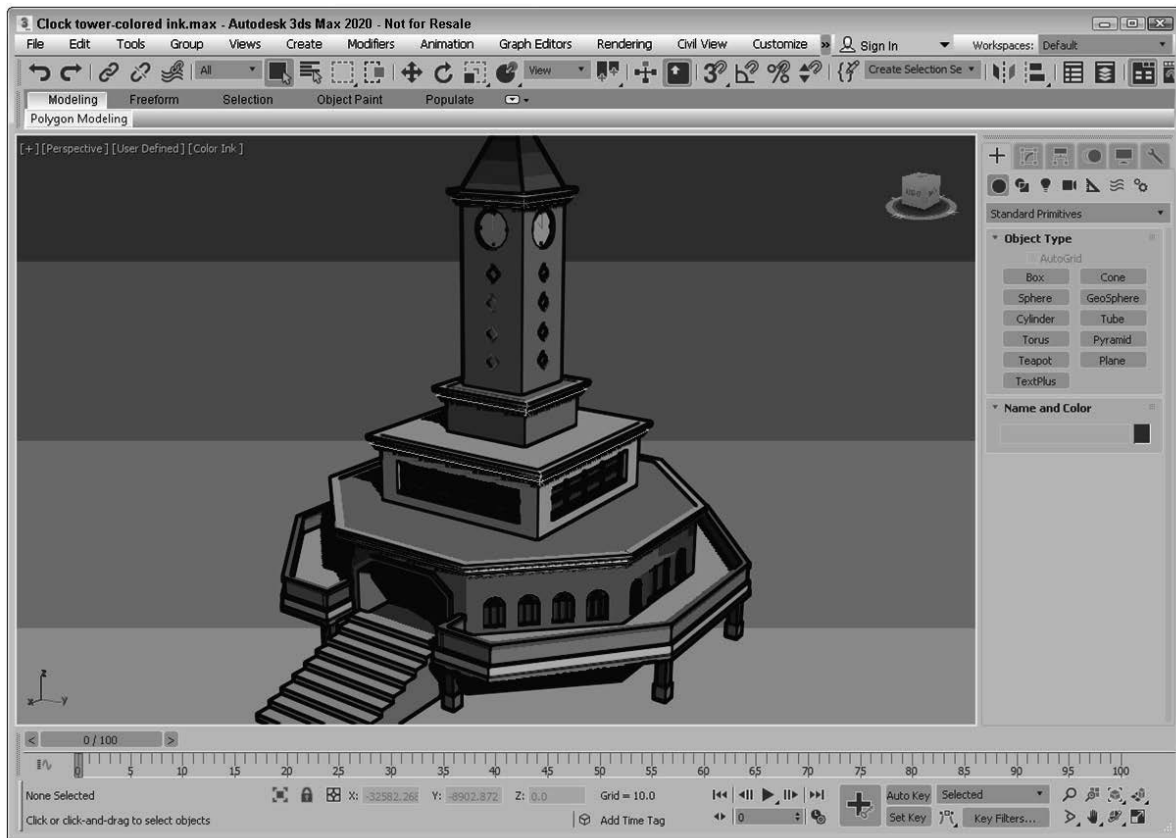 Clock tower-colored ink.max - Autodesk 3ds Max 2020 - Not for Resale
File Edit Tools Group Views Create Modifiers Animation Graph Editors Rendering Civil View Customize » Sign In Workspaces: Default
All View Create Selection Se
Modeling Freeform Selection Object Paint Populate
Polygon Modeling
[+] [Perspective ] [User Defined ] [Color Ink ]
Standard Primitives
Object Type
AutoGrid
Box Cone
Sphere GeoSphere
Cylinder Tube
Torus Pyramid
Teapot Plane
TextPlus
Name and Color
z
x y
< 0 / 100 >
0 5 10 15 20 25 30 35 40 45 50 55 60 65 70 75 80 85 90 95 100
None Selected X: -32582.268 Y: -8902.872 Z: 0.0 Grid = 10.0 Auto Key Selected
Click or click-and-drag to select objects Add Time Tag 0 Set Key Key Filters...